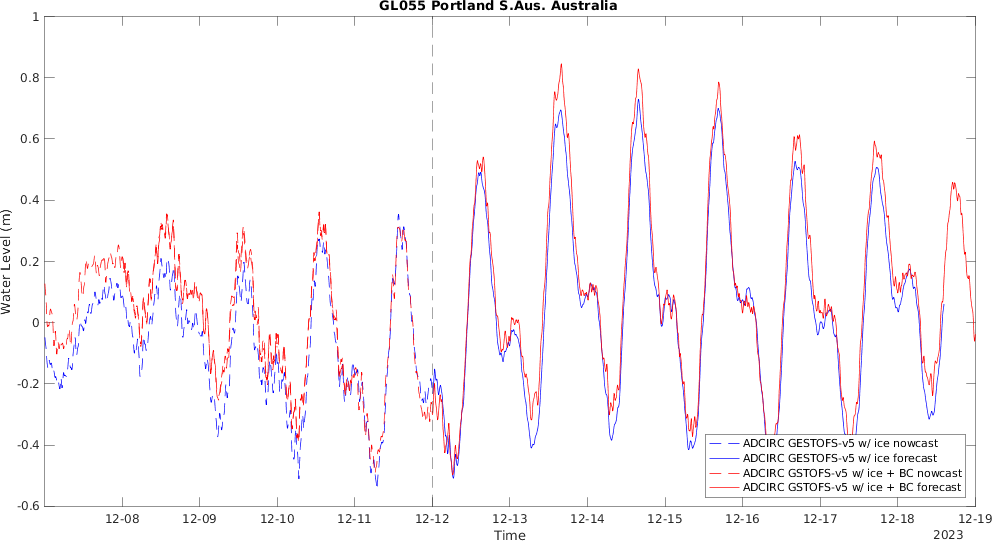 GL055 Portland S.Aus. Australia
1
0.8
0.6
0.4
0.2
0
-0.2
-0.4
-0.6
Water Level (m)
ADCIRC GESTOFS-v5 w/ ice nowcast
ADCIRC GESTOFS-v5 w/ ice forecast
ADCIRC GSTOFS-v5 w/ ice + BC nowcast
ADCIRC GSTOFS-v5 w/ ice + BC forecast
12-08 12-09 12-10 12-11 12-12 12-13 12-14 12-15 12-16 12-17 12-18 12-19
Time
2023